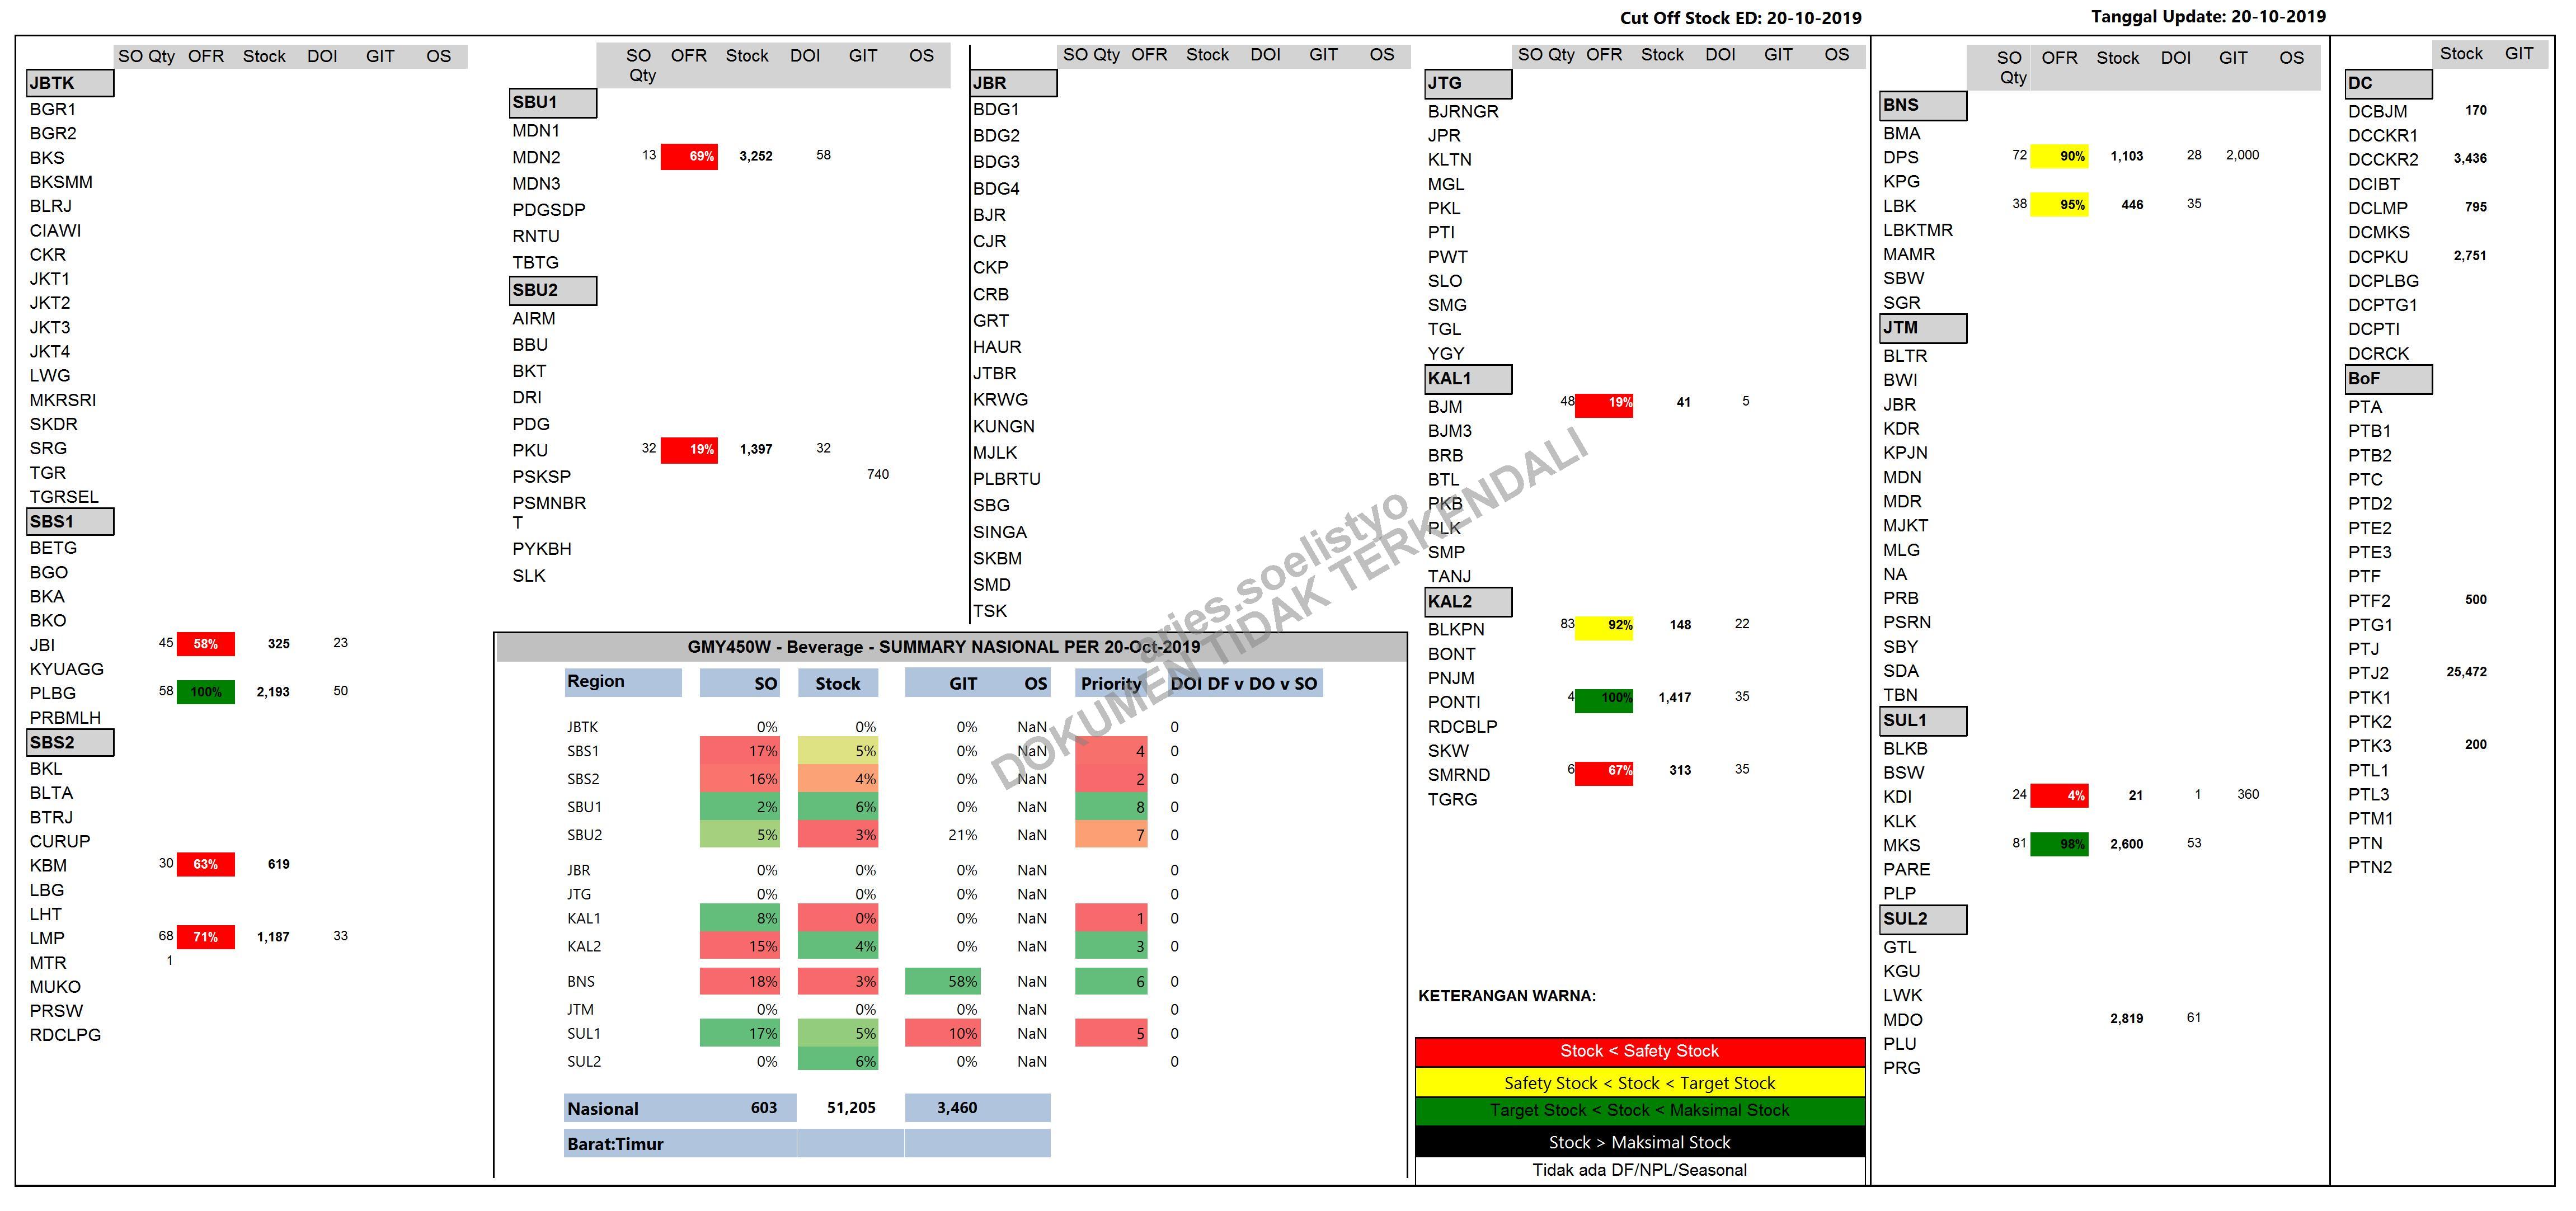 Cut Off Stock ED: 20-10-2019
Tanggal Update: 20-10-2019
SO Qty OFR Stock DOI GIT OS
JBTK
BGR1
BGR2
BKS
BKSMM
BLRJ
CIAWI
CKR
JKT1
JKT2
JKT3
JKT4
LWG
MKRSRI
SKDR
SRG
TGR
TGRSEL
SBS1
BETG
BGO
BKA
BKO
JBI 45 58% 325 23
KYUAGG
PLBG 58 100% 2,193 50
PRBMLH
SBS2
BKL
BLTA
BTRJ
CURUP
KBM 30 63% 619
LBG
LHT
LMP 68 71% 1,187 33
MTR 1
MUKO
PRSW
RDCLPG
SO OFR Stock DOI GIT OS
Qty
SBU1
MDN1
MDN2 13 69% 3,252 58
MDN3
PDGSDP
RNTU
TBTG
SBU2
AIRM
BBU
BKT
DRI
PDG
PKU 32 19% 1,397 32
PSKSP 740
PSMNBR
T
PYKBH
SLK
SO Qty OFR Stock DOI GIT OS
JBR
BDG1
BDG2
BDG3
BDG4
BJR
CJR
CKP
CRB
GRT
HAUR
JTBR
KRWG
KUNGN
MJLK
PLBRTU
SBG
SINGA
SKBM
SMD
TSK
GMY450W - Beverage - SUMMARY NASIONAL PER 20-Oct-2019
Region SO Stock GIT OS Priority DOI DF v DO v SO
JBTK 0% 0% 0% NaN 0
SBS1 17% 5% 0% NaN 4 0
SBS2 16% 4% 0% NaN 2 0
SBU1 2% 6% 0% NaN 8 0
SBU2 5% 3% 21% NaN 7 0
JBR 0% 0% 0% NaN 0
JTG 0% 0% 0% NaN 0
KAL1 8% 0% 0% NaN 1 0
KAL2 15% 4% 0% NaN 3 0
BNS 18% 3% 58% NaN 6 0
JTM 0% 0% 0% NaN 0
SUL1 17% 5% 10% NaN 5 0
SUL2 0% 6% 0% NaN 0
Nasional 603 51,205 3,460
Barat:Timur
aries.soelistyo
DOKUMEN TIDAK TERKENDALI
SO Qty OFR Stock DOI GIT OS
JTG
BJRNGR
JPR
KLTN
MGL
PKL
PTI
PWT
SLO
SMG
TGL
YGY
KAL1
BJM 48 19% 41 5
BJM3
BRB
BTL
PKB
PLK
SMP
TANJ
KAL2
BLKPN 83 92% 148 22
BONT
PNJM
PONTI 4 100% 1,417 35
RDCBLP
SKW
SMRND 6 67% 313 35
TGRG
KETERANGAN WARNA:
Stock < Safety Stock
Safety Stock < Stock < Target Stock
Target Stock < Stock < Maksimal Stock
Stock > Maksimal Stock
Tidak ada DF/NPL/Seasonal
SO OFR Stock DOI GIT OS
Qty
BNS
BMA
DPS 72 90% 1,103 28 2,000
KPG
LBK 38 95% 446 35
LBKTMR
MAMR
SBW
SGR
JTM
BLTR
BWI
JBR
KDR
KPJN
MDN
MDR
MJKT
MLG
NA
PRB
PSRN
SBY
SDA
TBN
SUL1
BLKB
BSW
KDI 24 4% 21 1 360
KLK
MKS 81 98% 2,600 53
PARE
PLP
SUL2
GTL
KGU
LWK
MDO 2,819 61
PLU
PRG
Stock GIT
DC
DCBJM 170
DCCKR1
DCCKR2 3,436
DCIBT
DCLMP 795
DCMKS
DCPKU 2,751
DCPLBG
DCPTG1
DCPTI
DCRCK
BoF
PTA
PTB1
PTB2
PTC
PTD2
PTE2
PTE3
PTF
PTF2 500
PTG1
PTJ
PTJ2 25,472
PTK1
PTK2
PTK3 200
PTL1
PTL3
PTM1
PTN
PTN2